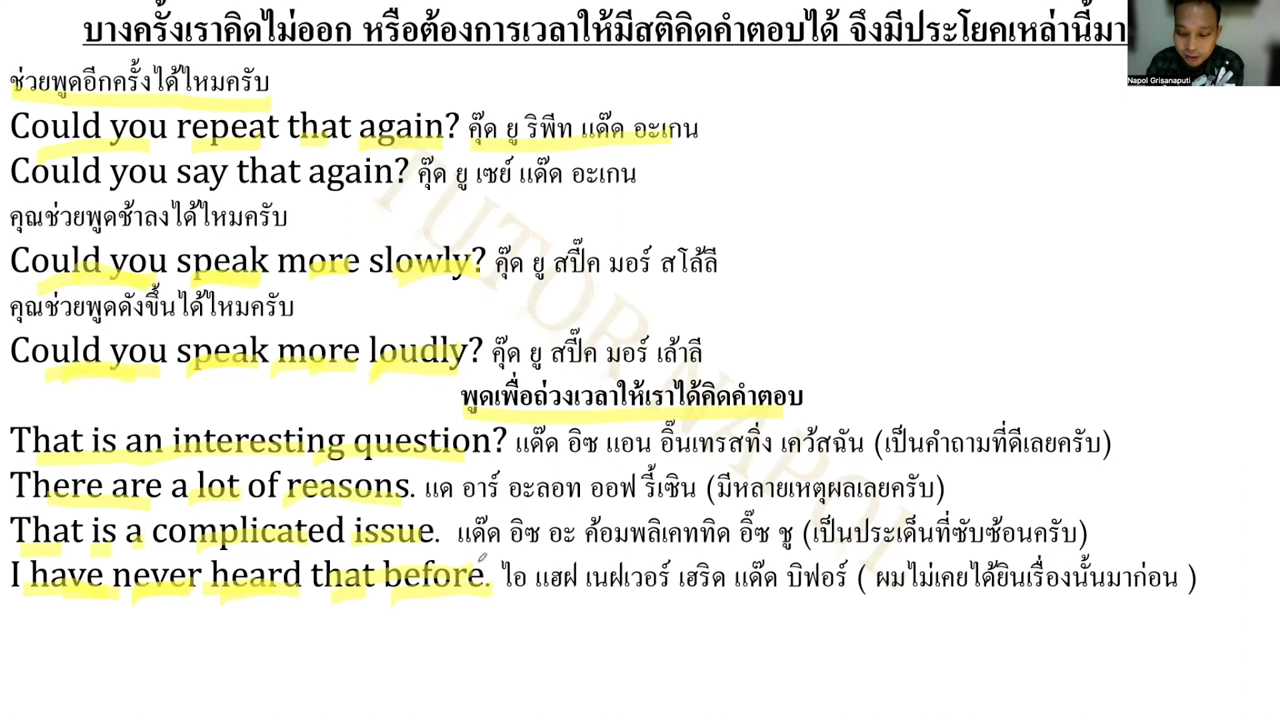 บางครั้งเราคิดไม่ออก หรือต้องการเวลาให้มีสติคิดคำตอบได้ จึงมีประโยคเหล่านี้มา
Napol Grisanaputi
ช่วยพูดอีกครั้งได้ไหมครับ
Could you repeat that again? คุ๊ด ยู ริพีท แด๊ด อะเกน
Could you say that again? คุ๊ด ยู เซย์ แด๊ด อะเกน
คุณช่วยพูดช้าลงได้ไหมครับ
Could you speak more slowly? คุ๊ด ยู สปี๊ค มอร์ สโล้ลี
คุณช่วยพูดดังขึ้นได้ไหมครับ
Could you speak more loudly? คุ๊ด ยู สปี๊ค มอร์ เล้าลี
พูดเพื่อถ่วงเวลาให้เราได้คิดคำตอบ
That is an interesting question? แด๊ด อิซ แอน อิ๊นเทรสทิ่ง เคว้สฉัน (เป็นคำถามที่ดีเลยครับ)
There are a lot of reasons. แด อาร์ อะลอท ออฟ รี้เซิน (มีหลายเหตุผลเลยครับ)
That is a complicated issue. แด๊ด อิซ อะ ค้อมพลิเคททิด อิ๊ซ ชู (เป็นประเด็นที่ซับซ้อนครับ)
I have never heard that before. ไอ แฮฝ เนฝเวอร์ เฮริด แด๊ด บิฟอร์ ( ผมไม่เคยได้ยินเรื่องนั้นมาก่อน )
TUTOR NAPOL